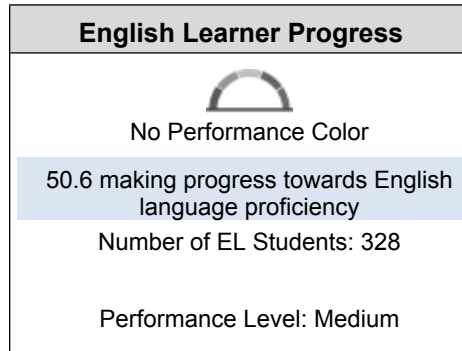 English Learner Progress
No Performance Color
50.6 making progress towards English
language proficiency
Number of EL Students: 328
Performance Level: Medium